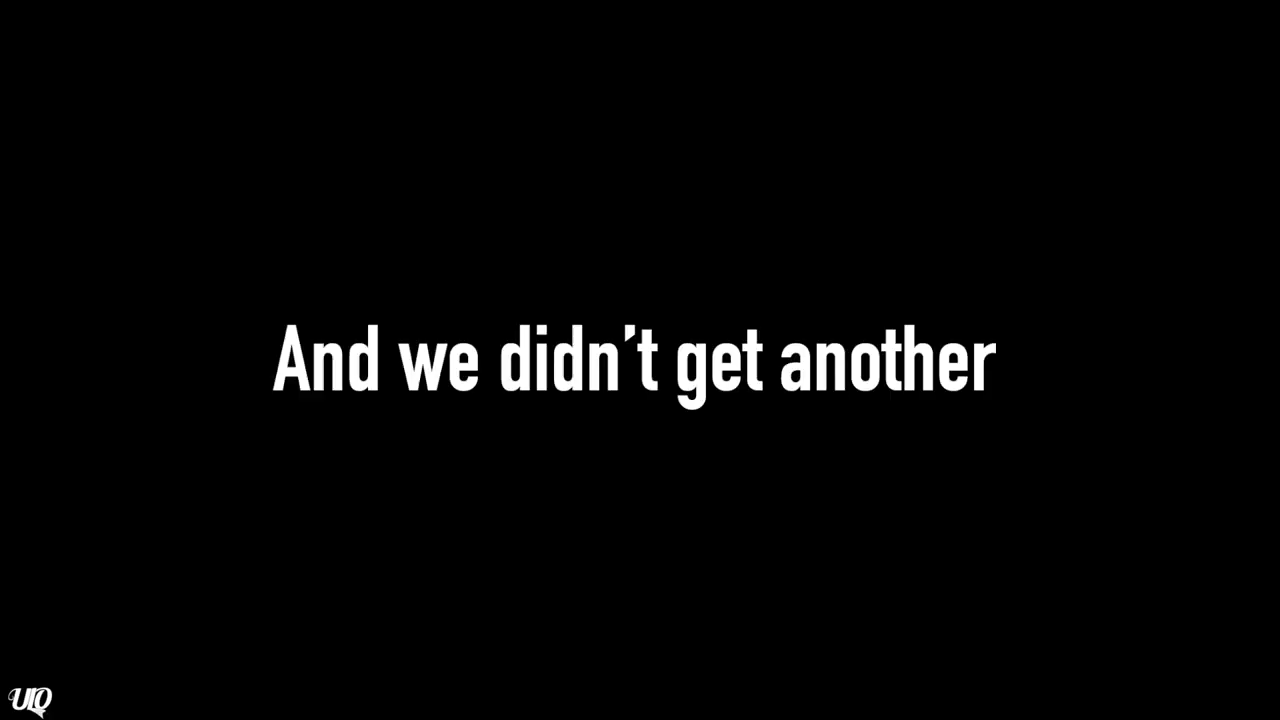 And we didn’t get another
ULQ